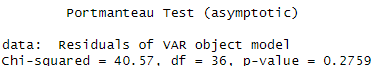 Portmanteau Test (asymptotic)
data:  Residuals of VAR object model
Chi-squared = 40.57, df = 36, p-value = 0.2759